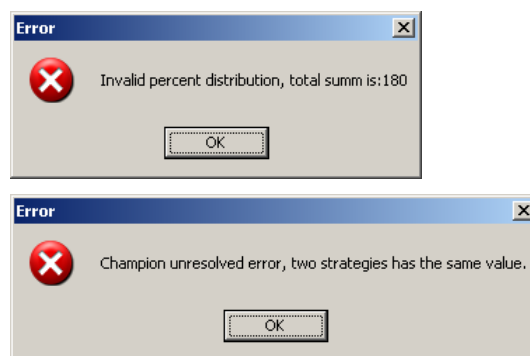 Error
Invalid percent distribution, total summ is:180
OK
Error
Champion unresolved error, two strategies has the same value.
OK